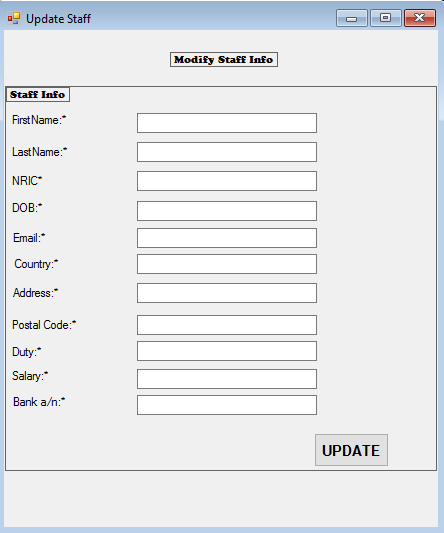 Update Staff
Modify Staff Info
Staff Info
FirstName:*
LastName:*
NRIC*
DOB:*
Email:*
Country:*
Address:*
Postal Code:*
Duty:*
Salary:*
Bank a/n:*
UPDATE